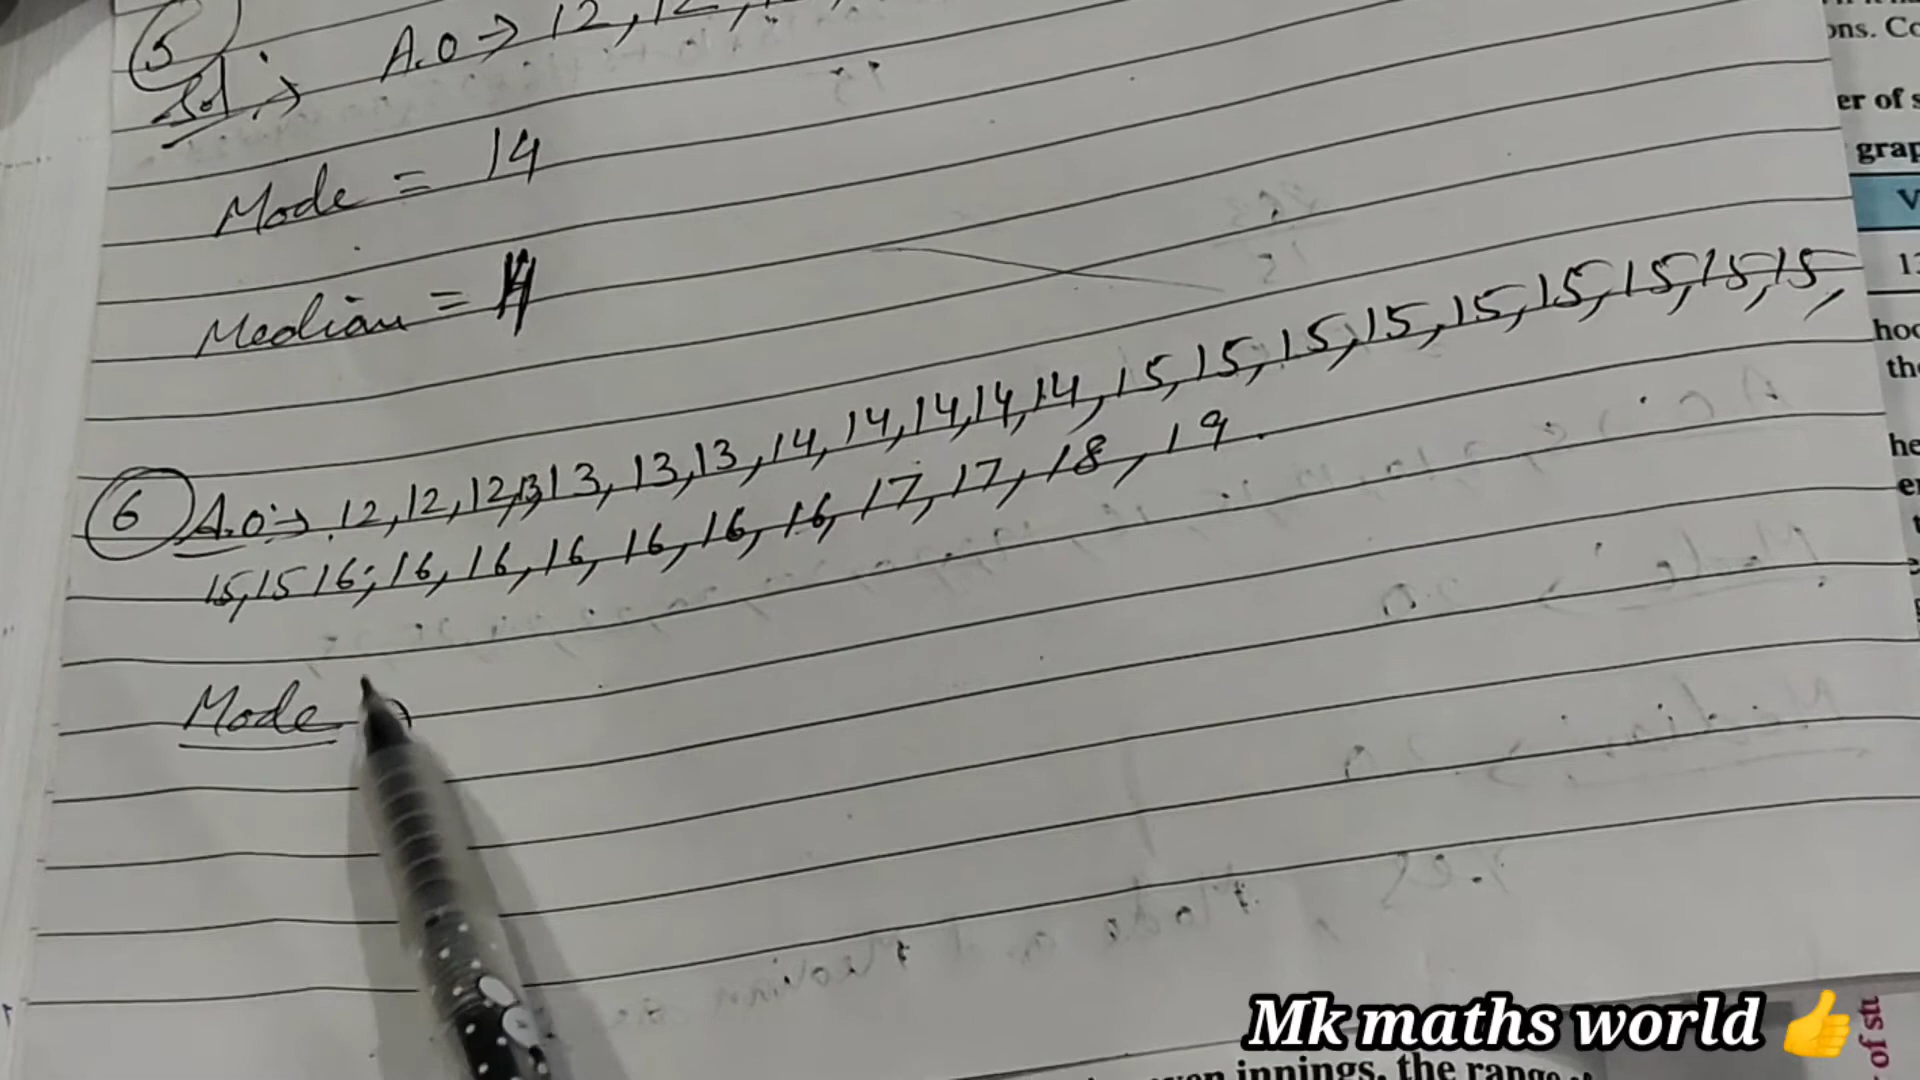 5
Sol. → A.O → 12, 12,
Mode = 14
Median = 14
6 A.O → 12, 12, 12, 13, 13, 13, 13, 14, 14, 14, 14, 14, 15, 15, 15, 15, 15, 15, 15, 15, 15,
15, 15 16; 16, 16, 16, 16, 16, 16, 17, 17, 18, 19.
Mode
ons. Co
er of s
grap
V
hoo
the
he
Mk maths world 👍
en innings, the range
us of